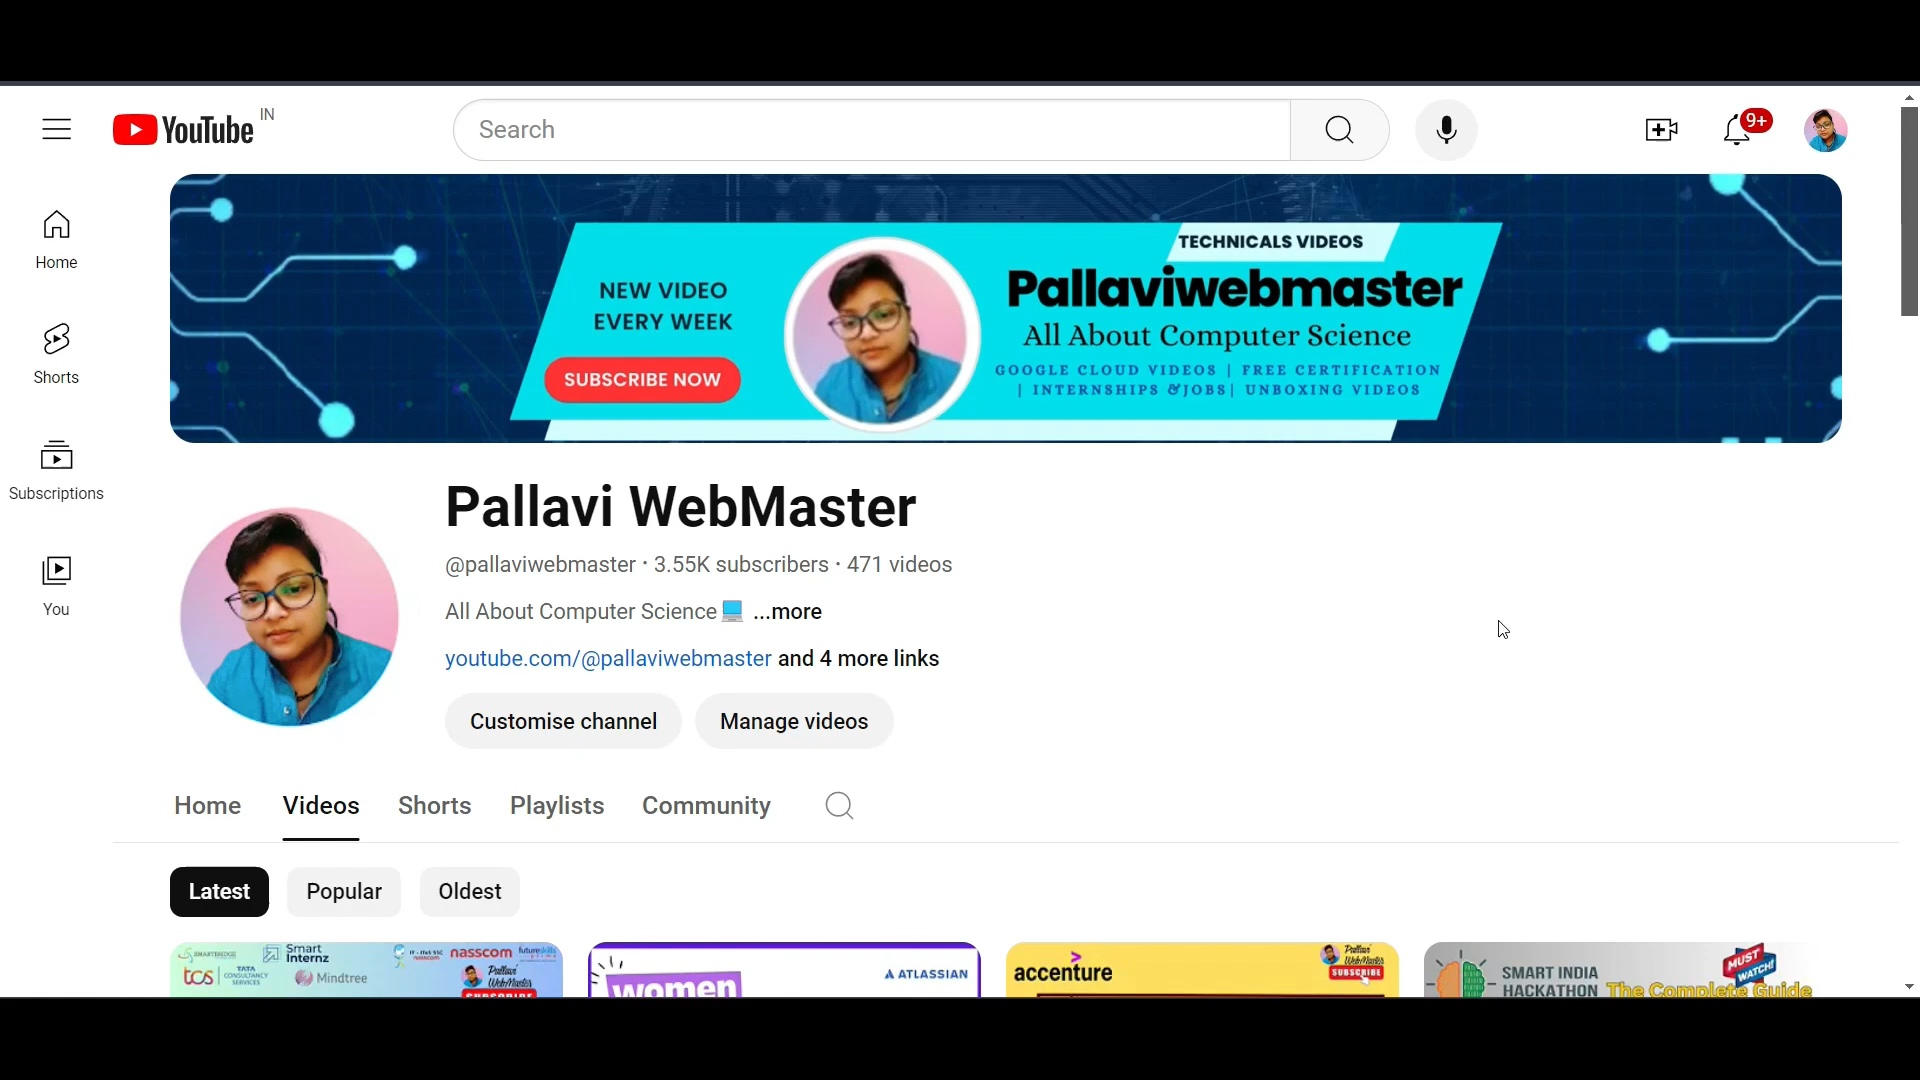 YouTube IN
Search
9+
Home
Shorts
Subscriptions
You
TECHNICALS VIDEOS
NEW VIDEO
EVERY WEEK
SUBSCRIBE NOW
Pallaviwebmaster
All About Computer Science
GOOGLE CLOUD VIDEOS | FREE CERTIFICATION
| INTERNSHIPS &JOBS| UNBOXING VIDEOS
Pallavi WebMaster
@pallaviwebmaster · 3.55K subscribers · 471 videos
All About Computer Science💻 ...more
youtube.com/@pallaviwebmaster and 4 more links
Customise channel
Manage videos
Home Videos Shorts Playlists Community
Latest Popular Oldest
SMARTBRIDGE
Smart
Internz
nasscom
futureskills
tcs TATA
CONSULTANCY
SERVICES
Mindtree
Pallavi
WebMaster
SUBSCRIBE
women
ATLASSIAN
accenture
Pallavi
WebMaster
SUBSCRIBE
SMART INDIA
HACKATHON
MUST
WATCH!
The Complete Guide